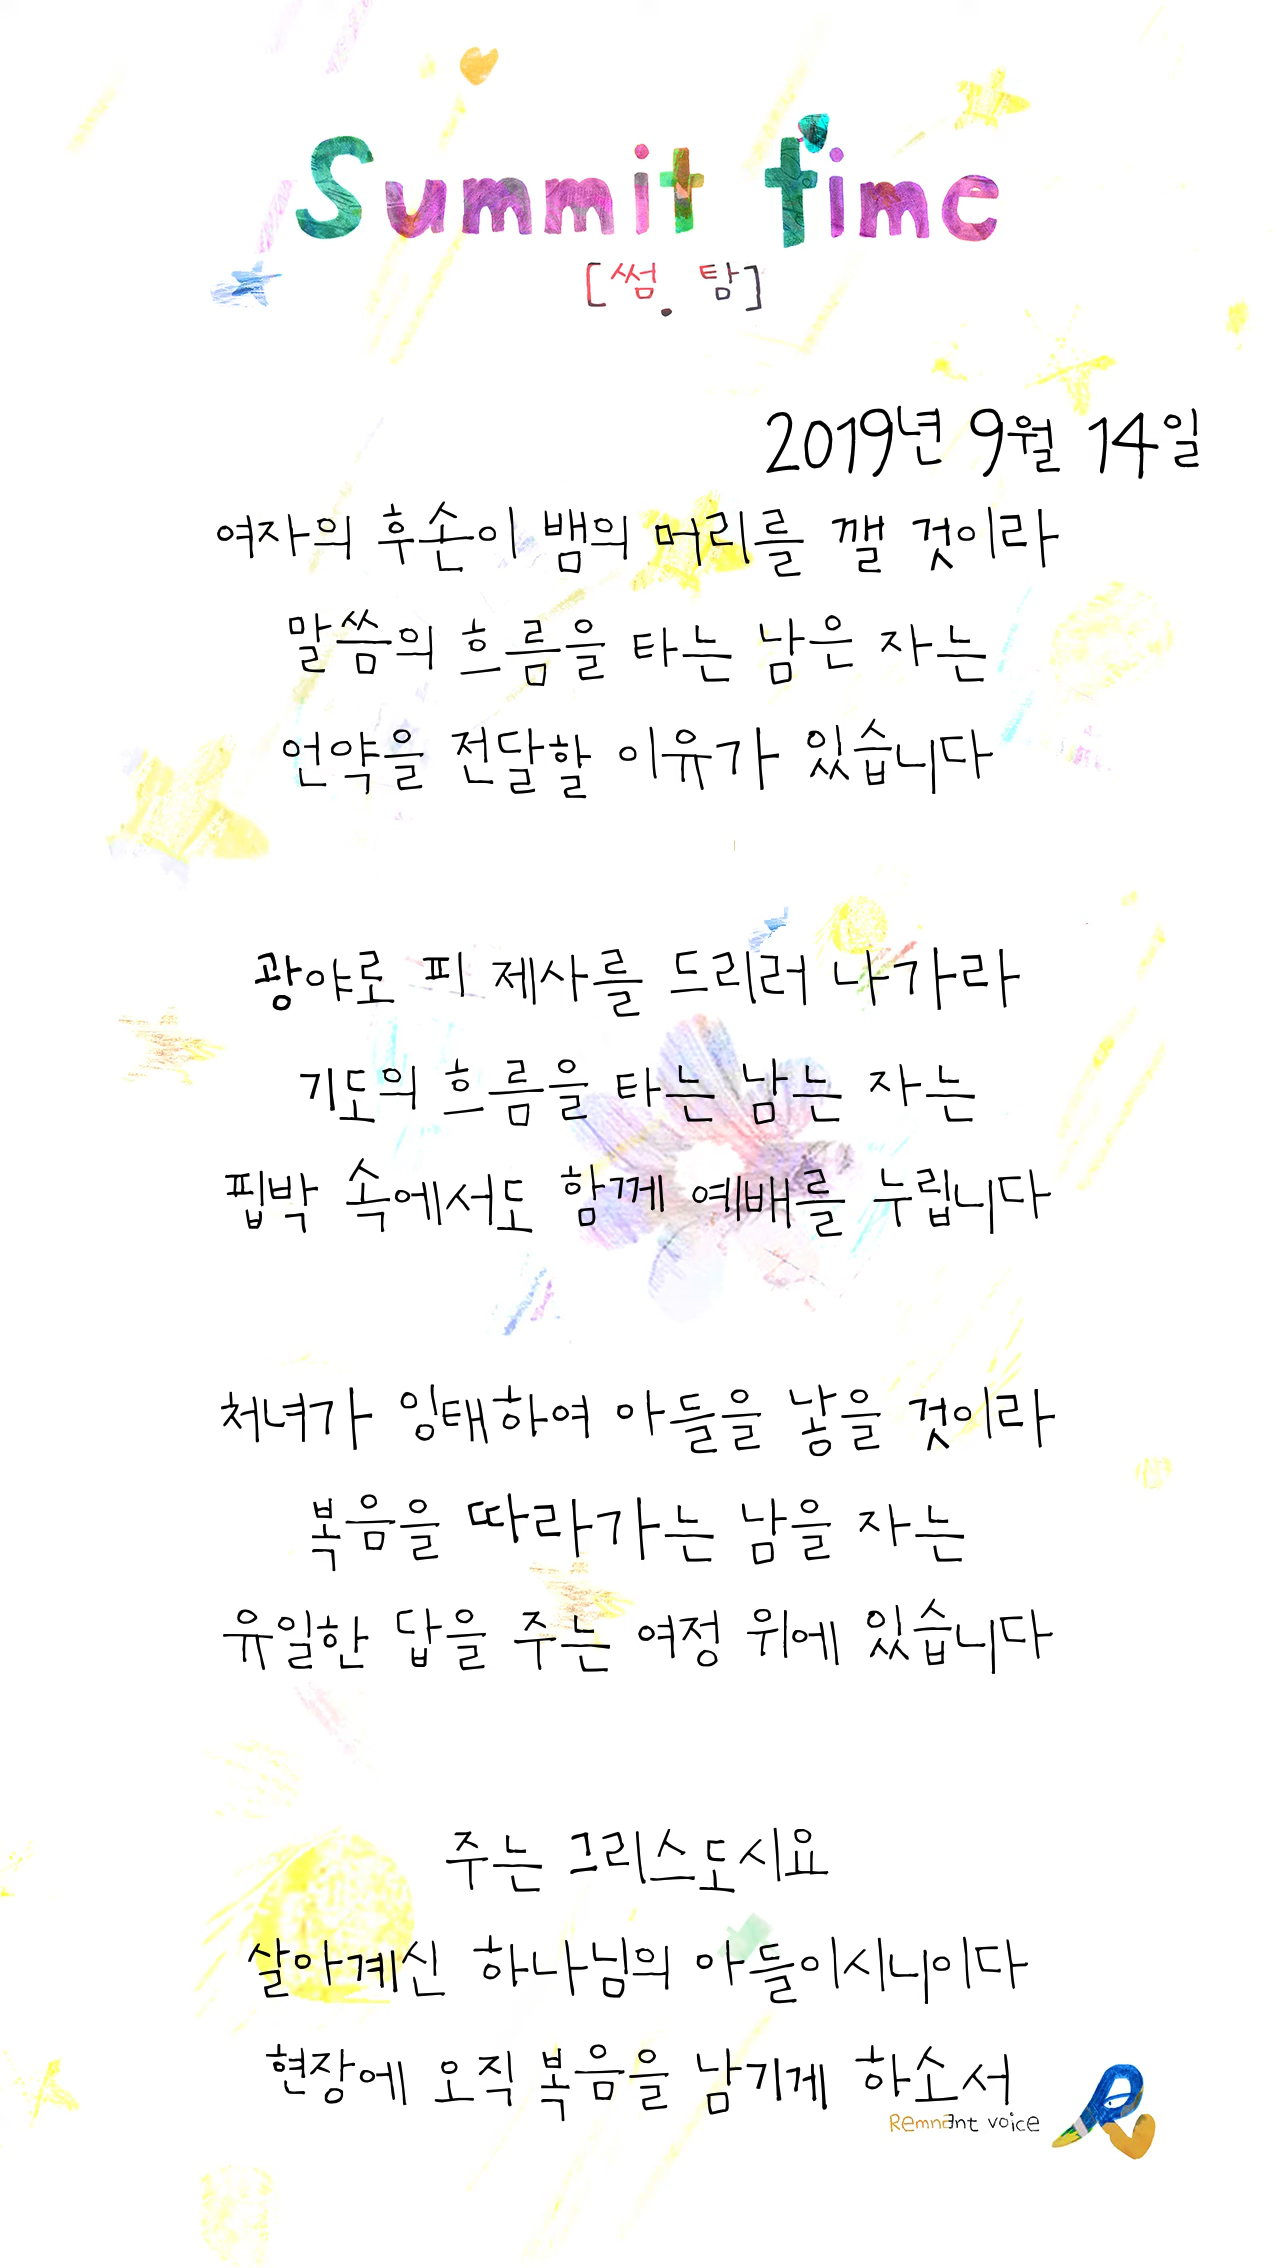 Summit time
[썸. 탐]
2019년 9월 14일
여자의 후손이 뱀의 머리를 깰 것이라
말씀의 흐름을 타는 남은 자는
언약을 전달할 이유가 있습니다
광야로 피 제사를 드리러 나가라
기도의 흐름을 타는 남는 자는
핍박 속에서도 함께 예배를 누립니다
처녀가 잉태하여 아들을 낳을 것이라
복음을 따라가는 남을 자는
유일한 답을 주는 여정 위에 있습니다
주는 그리스도시요
살아계신 하나님의 아들이시니이다
현장에 오직 복음을 남기게 하소서
Remnant voice